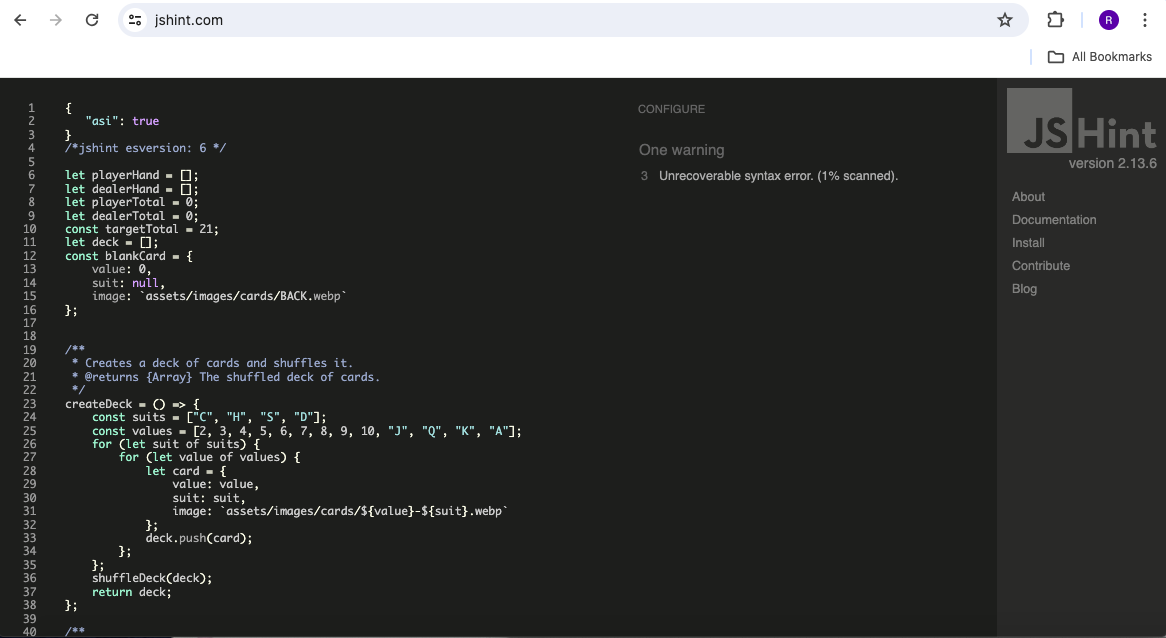 jshint.com
R
All Bookmarks
1 {
2 "asi": true
3 }
4 /*jshint esversion: 6 */
5
6 let playerHand = [];
7 let dealerHand = [];
8 let playerTotal = 0;
9 let dealerTotal = 0;
10 const targetTotal = 21;
11 let deck = [];
12 const blankCard = {
13 value: 0,
14 suit: null,
15 image: `assets/images/cards/BACK.webp`
16 };
17
18
19 /**
20 * Creates a deck of cards and shuffles it.
21 * @returns {Array} The shuffled deck of cards.
22 */
23 createDeck = () => {
24 const suits = ["C", "H", "S", "D"];
25 const values = [2, 3, 4, 5, 6, 7, 8, 9, 10, "J", "Q", "K", "A"];
26 for (let suit of suits) {
27 for (let value of values) {
28 let card = {
29 value: value,
30 suit: suit,
31 image: `assets/images/cards/${value}-${suit}.webp`
32 };
33 deck.push(card);
34 };
35 };
36 shuffleDeck(deck);
37 return deck;
38 };
39
40 /**
CONFIGURE
One warning
3 Unrecoverable syntax error. (1% scanned).
JSHint
version 2.13.6
About
Documentation
Install
Contribute
Blog